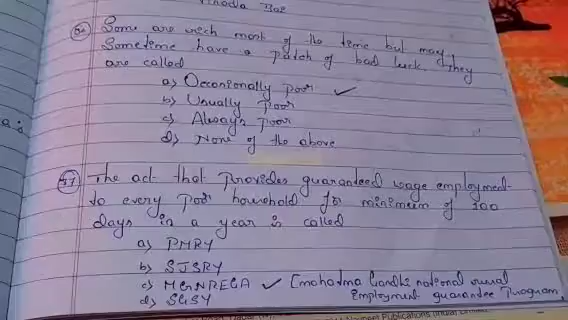 Vinoda Bai
Some are rich most of the time but may
Sometime have a patch of bad luck. They
are called
a) Occasionally poor ✓
b) Usually poor
c) Always poor
d) None of the above
37 The act that Provides guaranteed wage employment
to every poor household for minimum of 100
days in a year is called
a) PMRY
b) SJSRY
c) MGNREGA ✓ [mahatma Gandhi national rural
Employment guarantee Program,
d) SGSY